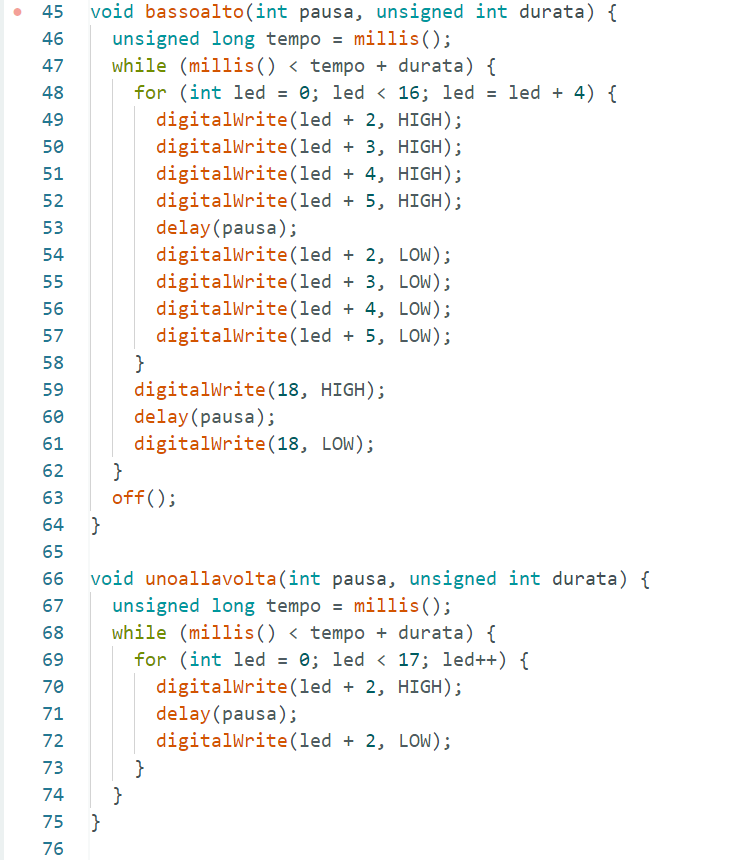 45 void bassoalto(int pausa, unsigned int durata) {
46   unsigned long tempo = millis();
47   while (millis() < tempo + durata) {
48     for (int led = 0; led < 16; led = led + 4) {
49       digitalWrite(led + 2, HIGH);
50       digitalWrite(led + 3, HIGH);
51       digitalWrite(led + 4, HIGH);
52       digitalWrite(led + 5, HIGH);
53       delay(pausa);
54       digitalWrite(led + 2, LOW);
55       digitalWrite(led + 3, LOW);
56       digitalWrite(led + 4, LOW);
57       digitalWrite(led + 5, LOW);
58     }
59     digitalWrite(18, HIGH);
60     delay(pausa);
61     digitalWrite(18, LOW);
62   }
63   off();
64 }
65
66 void unoallavolta(int pausa, unsigned int durata) {
67   unsigned long tempo = millis();
68   while (millis() < tempo + durata) {
69     for (int led = 0; led < 17; led++) {
70       digitalWrite(led + 2, HIGH);
71       delay(pausa);
72       digitalWrite(led + 2, LOW);
73     }
74   }
75 }
76